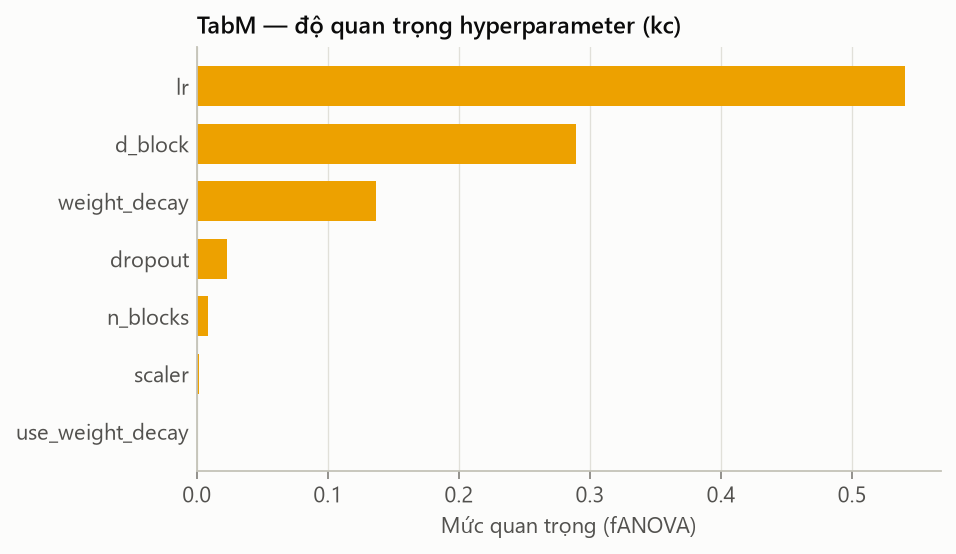 TabM — độ quan trọng hyperparameter (kc)
lr
d_block
weight_decay
dropout
n_blocks
scaler
use_weight_decay
0.0 0.1 0.2 0.3 0.4 0.5
Mức quan trọng (fANOVA)